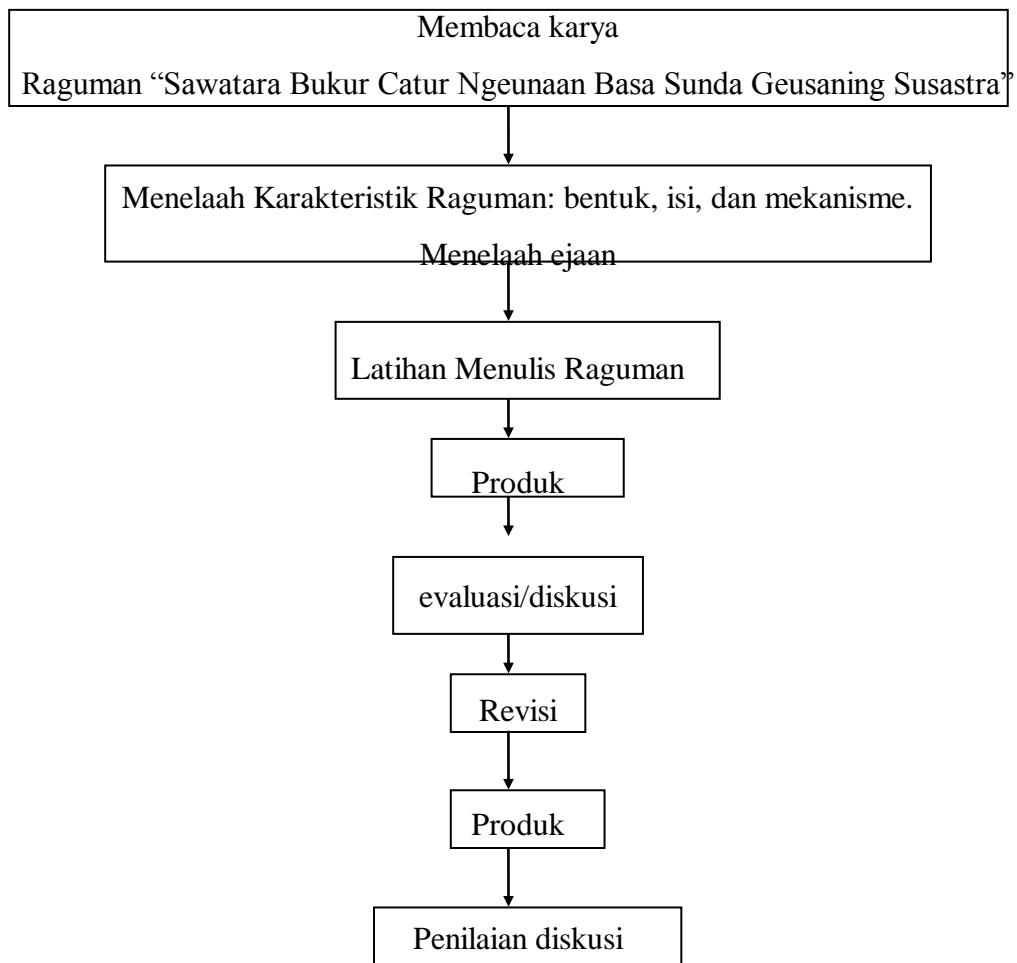 Membaca karya
Raguman “Sawatara Bukur Catur Ngeunaan Basa Sunda Geusaning Susastra”
Menelaah Karakteristik Raguman: bentuk, isi, dan mekanisme.
Menelaah ejaan
Latihan Menulis Raguman
Produk
evaluasi/diskusi
Revisi
Produk
Penilaian diskusi